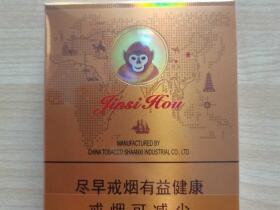 Jinsi Hou
MANUFACTURED BY
CHINA TOBACCO SHAANXI INDUSTRIAL CO., LTD
尽早戒烟有益健康
戒烟可减少